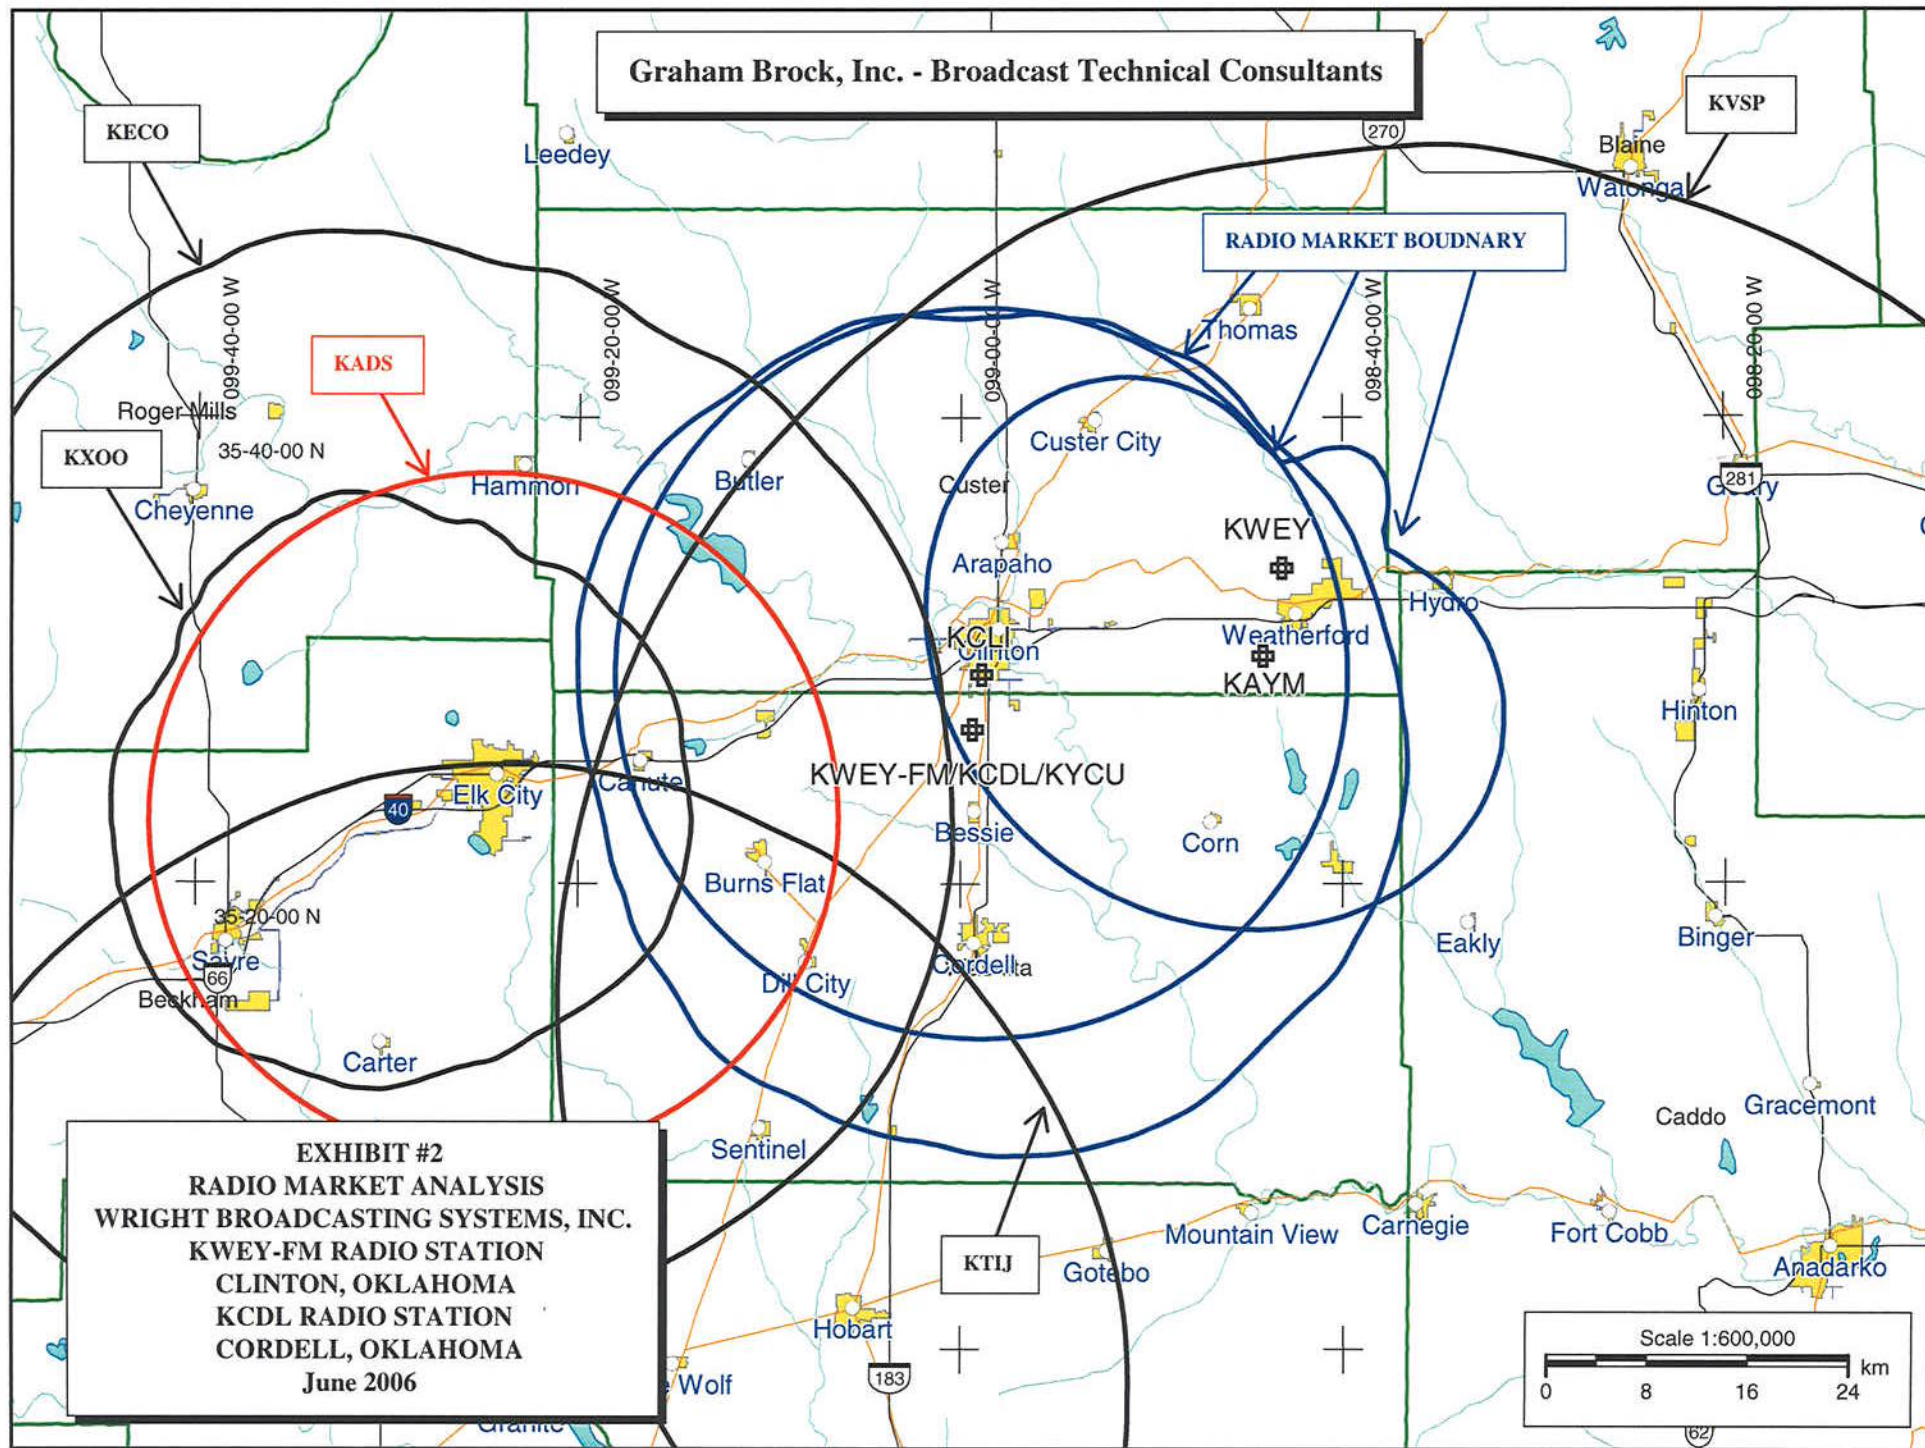 Graham Brock, Inc. - Broadcast Technical Consultants
KECO
KVSP
270
Leedey
Blaine
Watonga
RADIO MARKET BOUDNARY
099-40-00 W
099-20-00 W
099-00-00 W
098-40-00 W
098-20-00 W
Thomas
KADS
Roger Mills
35-40-00 N
KXOO
Custer City
Hammon
Butler
Custer
281
Geary
Cheyenne
KWEY
Arapaho
Hydro
KCLI
Clinton
Weatherford
KAYM
Hinton
KWEY-FM/KCDL/KYCU
Canute
Elk City
40
Bessie
Corn
Burns Flat
35-20-00 N
Eakly
Binger
Sayre
66
Cordell
ita
Dill City
Beckham
Carter
Caddo
Gracemont
Sentinel
EXHIBIT #2
RADIO MARKET ANALYSIS
WRIGHT BROADCASTING SYSTEMS, INC.
KWEY-FM RADIO STATION
CLINTON, OKLAHOMA
KCDL RADIO STATION
CORDELL, OKLAHOMA
June 2006
Mountain View
Carnegie
Fort Cobb
KTIJ
Gotebo
Anadarko
Hobart
183
e Wolf
Granite
Scale 1:600,000
km
0 8 16 24
62